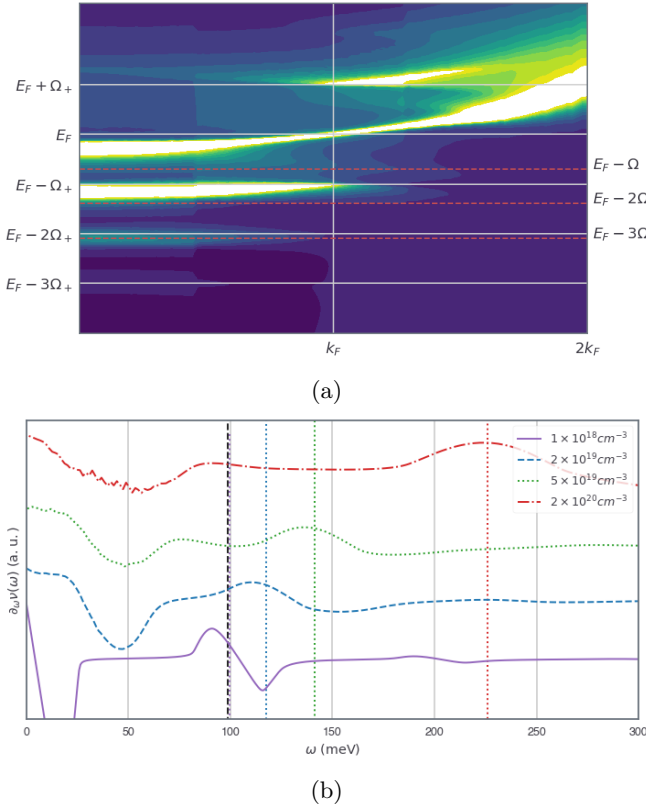 E_F + Ω_+
E_F
E_F − Ω
E_F − Ω_+
E_F − 2Ω
E_F − 2Ω_+
E_F − 3Ω
E_F − 3Ω_+
k_F
2k_F
(a)
1 × 10^18 cm^−3
2 × 10^19 cm^−3
5 × 10^19 cm^−3
2 × 10^20 cm^−3
∂_ω ν(ω) (a. u.)
0 50 100 150 200 250 300
ω (meV)
(b)